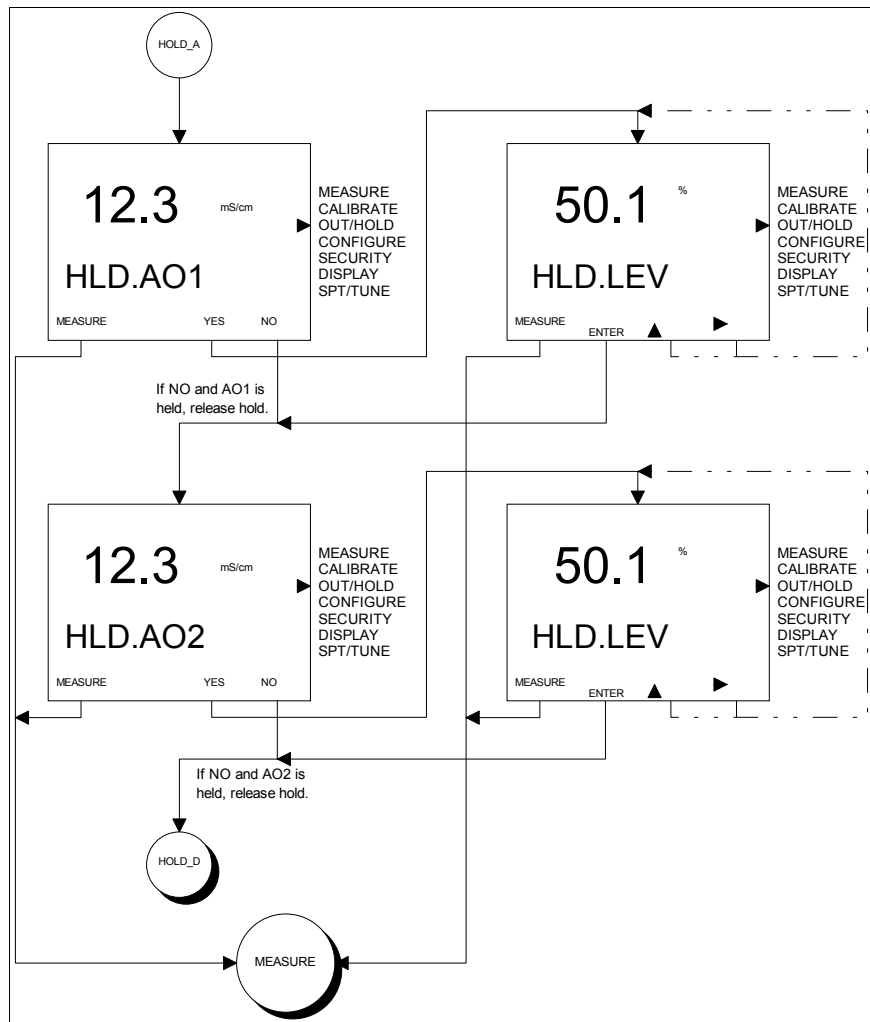 HOLD_A
12.3 mS/cm
HLD.AO1
MEASURE YES NO
MEASURE
CALIBRATE
OUT/HOLD
CONFIGURE
SECURITY
DISPLAY
SPT/TUNE
50.1 %
HLD.LEV
MEASURE ENTER
MEASURE
CALIBRATE
OUT/HOLD
CONFIGURE
SECURITY
DISPLAY
SPT/TUNE
If NO and AO1 is
held, release hold.
12.3 mS/cm
HLD.AO2
MEASURE YES NO
MEASURE
CALIBRATE
OUT/HOLD
CONFIGURE
SECURITY
DISPLAY
SPT/TUNE
50.1 %
HLD.LEV
MEASURE ENTER
MEASURE
CALIBRATE
OUT/HOLD
CONFIGURE
SECURITY
DISPLAY
SPT/TUNE
If NO and AO2 is
held, release hold.
HOLD_D
MEASURE